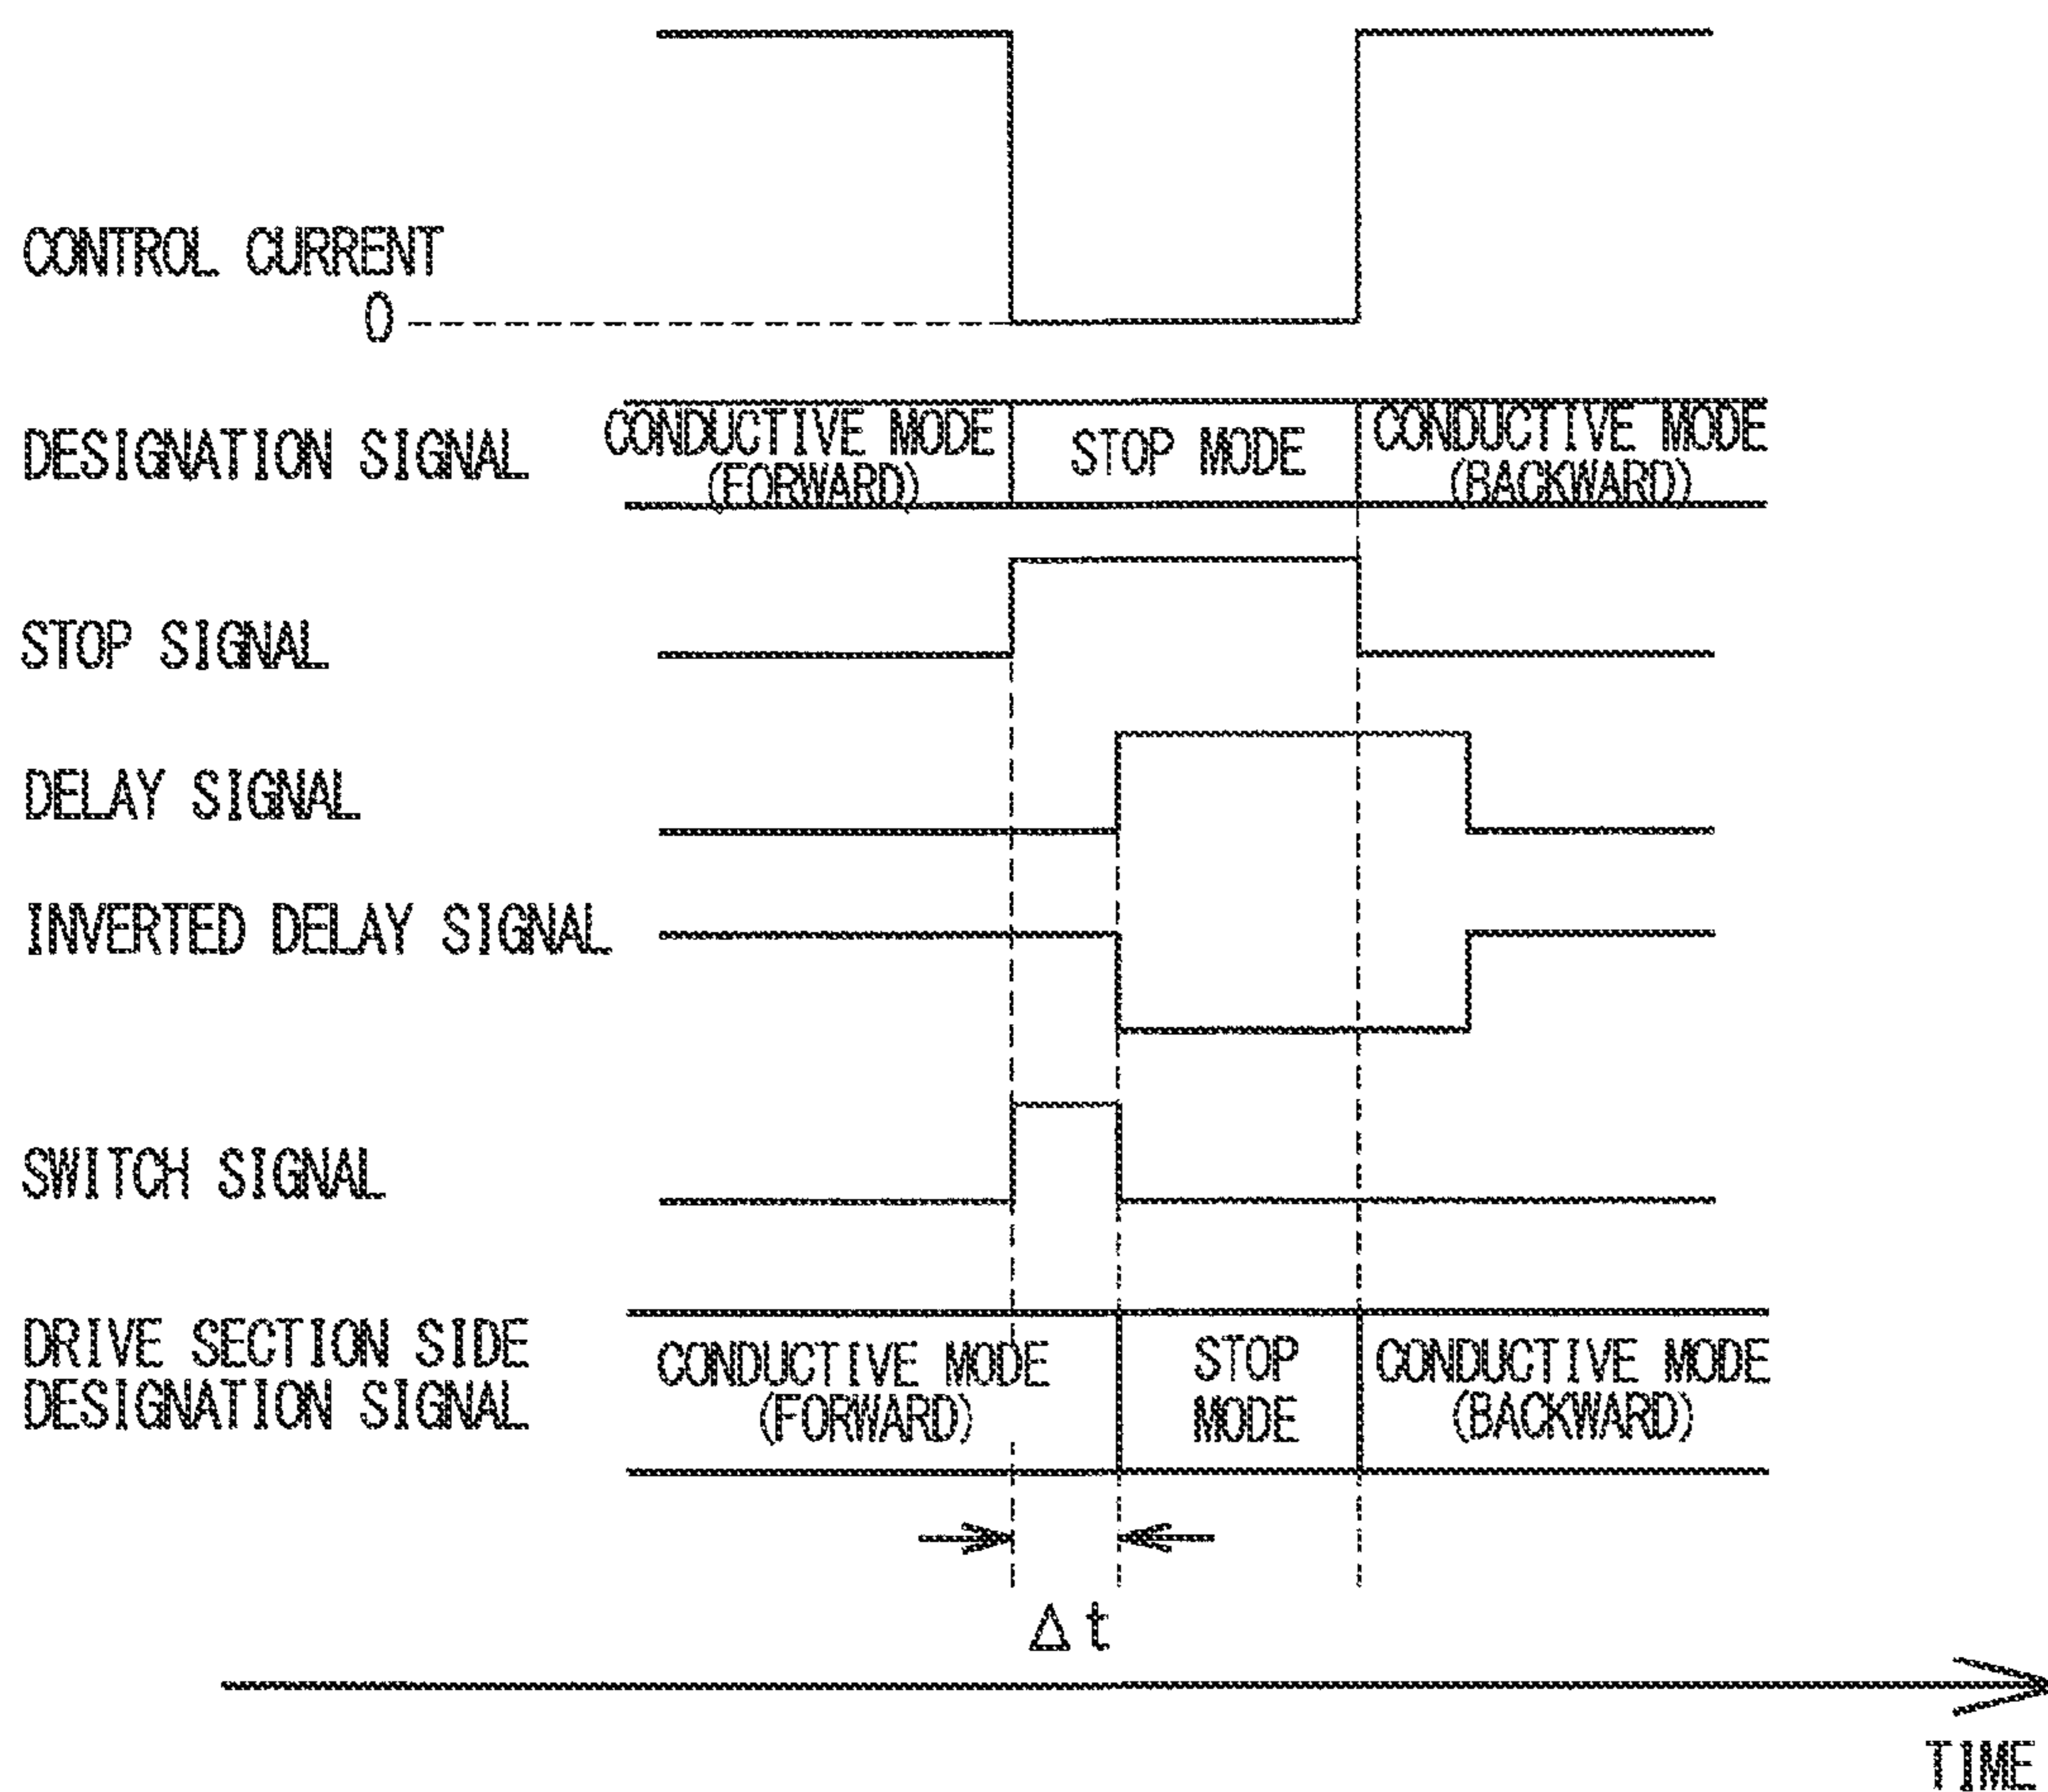 CONTROL CURRENT
0
DESIGNATION SIGNAL
CONDUCTIVE MODE
(FORWARD)
STOP MODE
CONDUCTIVE MODE
(BACKWARD)
STOP SIGNAL
DELAY SIGNAL
INVERTED DELAY SIGNAL
SWITCH SIGNAL
DRIVE SECTION SIDE
DESIGNATION SIGNAL
CONDUCTIVE MODE
(FORWARD)
STOP
MODE
CONDUCTIVE MODE
(BACKWARD)
Δt
TIME